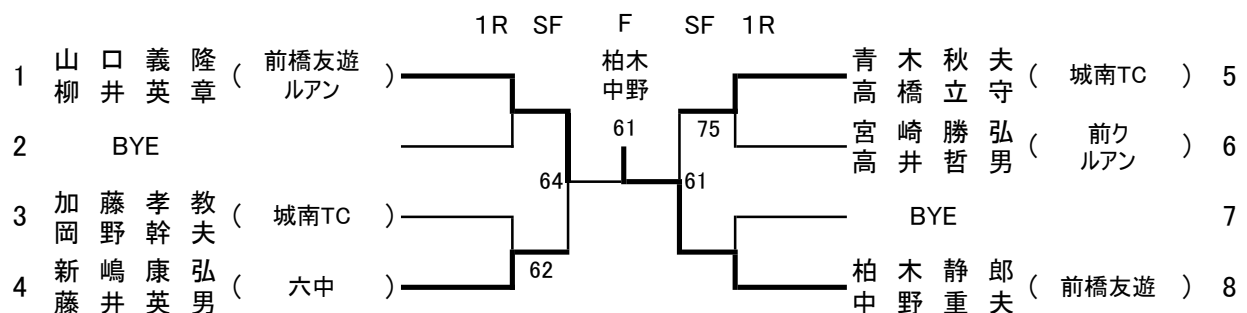 1R SF F SF 1R
柏木
中野
1 山口義隆 ( 前橋友遊 )
柳井英章 ルアン
2 BYE
3 加藤孝教 ( 城南TC )
岡野幹夫
4 新嶋康弘 ( 六中 )
藤井英男
64
62
61
75
61
青木秋夫 ( 城南TC ) 5
高橋立守
宮崎勝弘 ( 前ク ) 6
高井哲男 ルアン
BYE 7
柏木静郎 ( 前橋友遊 ) 8
中野重夫